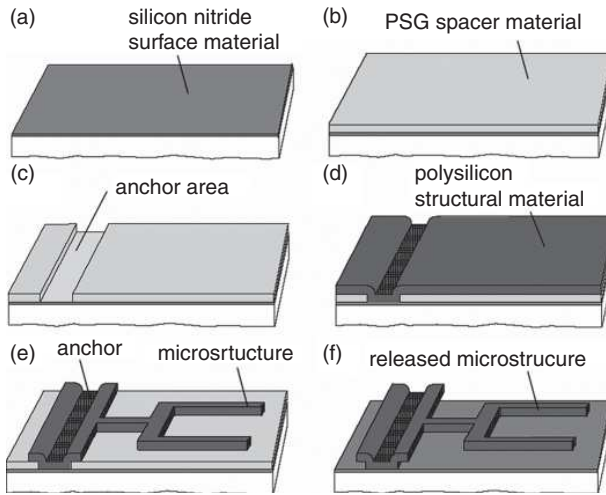 (a)
silicon nitride
surface material
(b)
PSG spacer material
(c)
anchor area
(d)
polysilicon
structural material
(e)
anchor
microsrtucture
(f)
released microstrucure